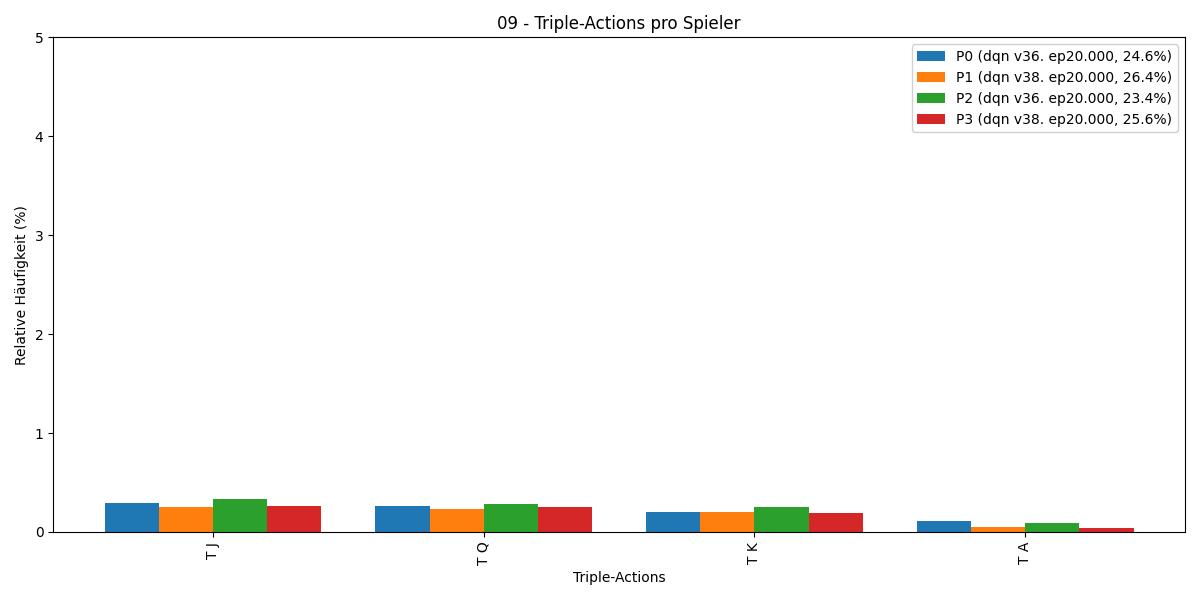 09 - Triple-Actions pro Spieler
P0 (dqn v36. ep20.000, 24.6%)
P1 (dqn v38. ep20.000, 26.4%)
P2 (dqn v36. ep20.000, 23.4%)
P3 (dqn v38. ep20.000, 25.6%)
Relative Häufigkeit (%)
5
4
3
2
1
0
T J
T Q
T K
T A
Triple-Actions